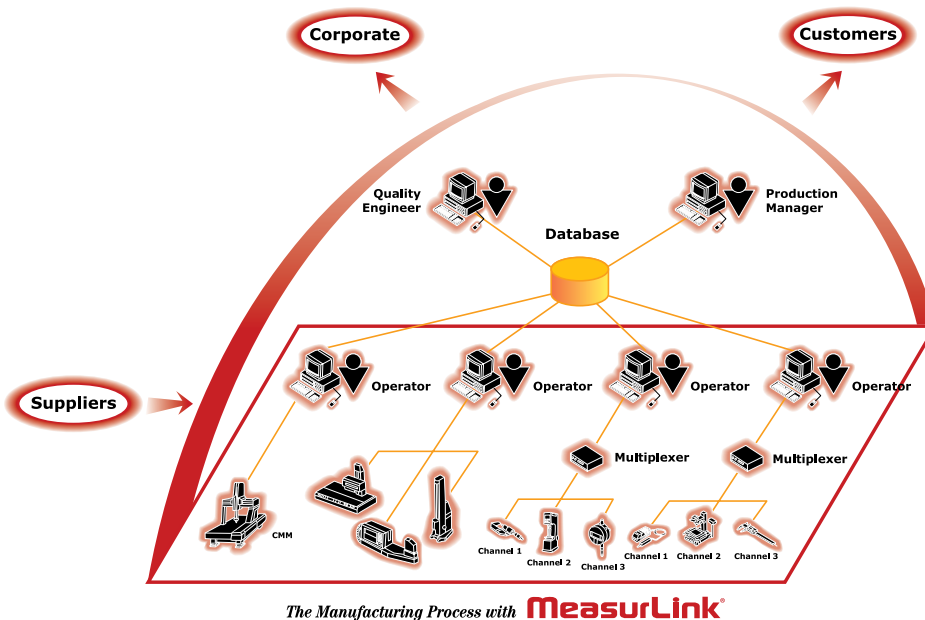 Corporate
Customers
Quality
Engineer
Production
Manager
Database
Operator
Operator
Operator
Operator
Suppliers
Multiplexer
Multiplexer
CMM
Channel 1
Channel 2
Channel 3
Channel 1
Channel 2
Channel 3
The Manufacturing Process with MeasurLink®